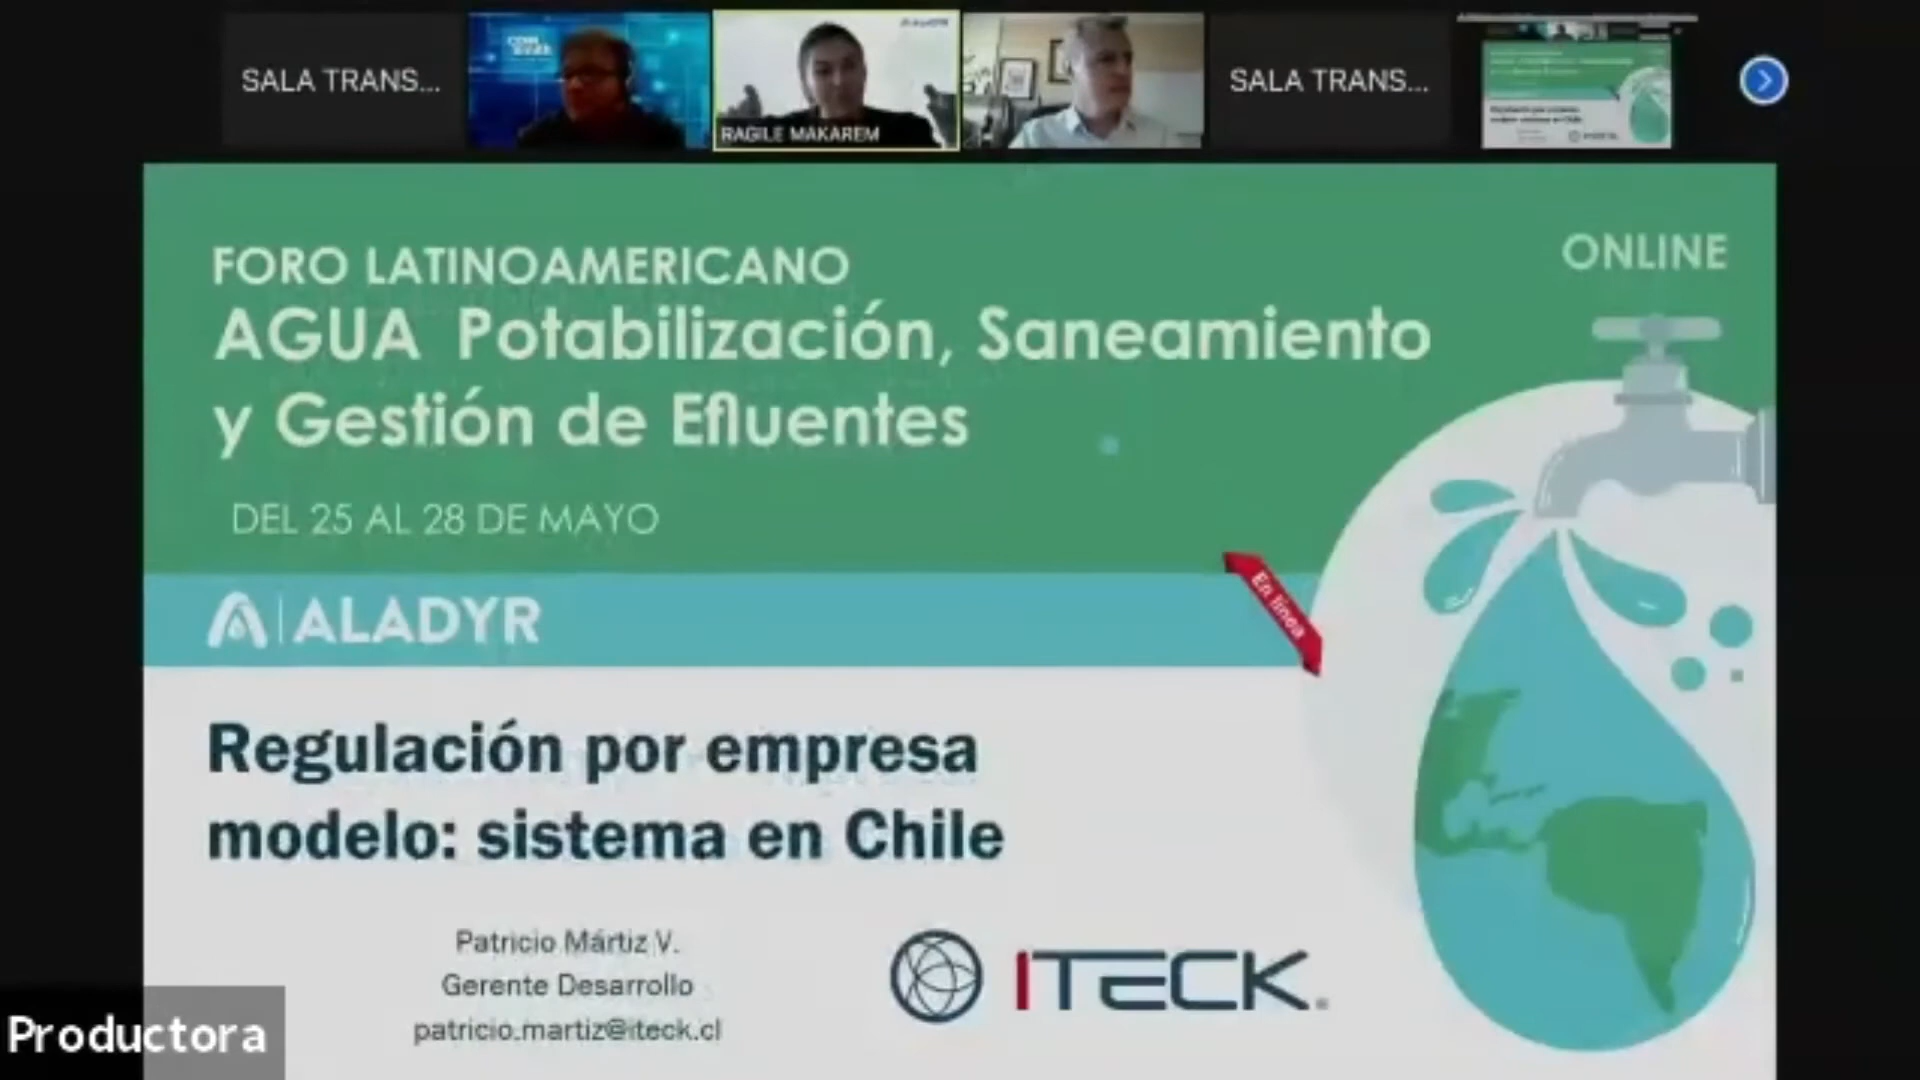 SALA TRANS...
RAGILE MAKAREM
ALADYR
SALA TRANS...
FORO LATINOAMERICANO
ONLINE
AGUA Potabilización, Saneamiento
y Gestión de Efluentes
DEL 25 AL 28 DE MAYO
En línea
ALADYR
Regulación por empresa
modelo: sistema en Chile
Patricio Mártiz V.
Gerente Desarrollo
patricio.martiz@iteck.cl
ITECK
Productora